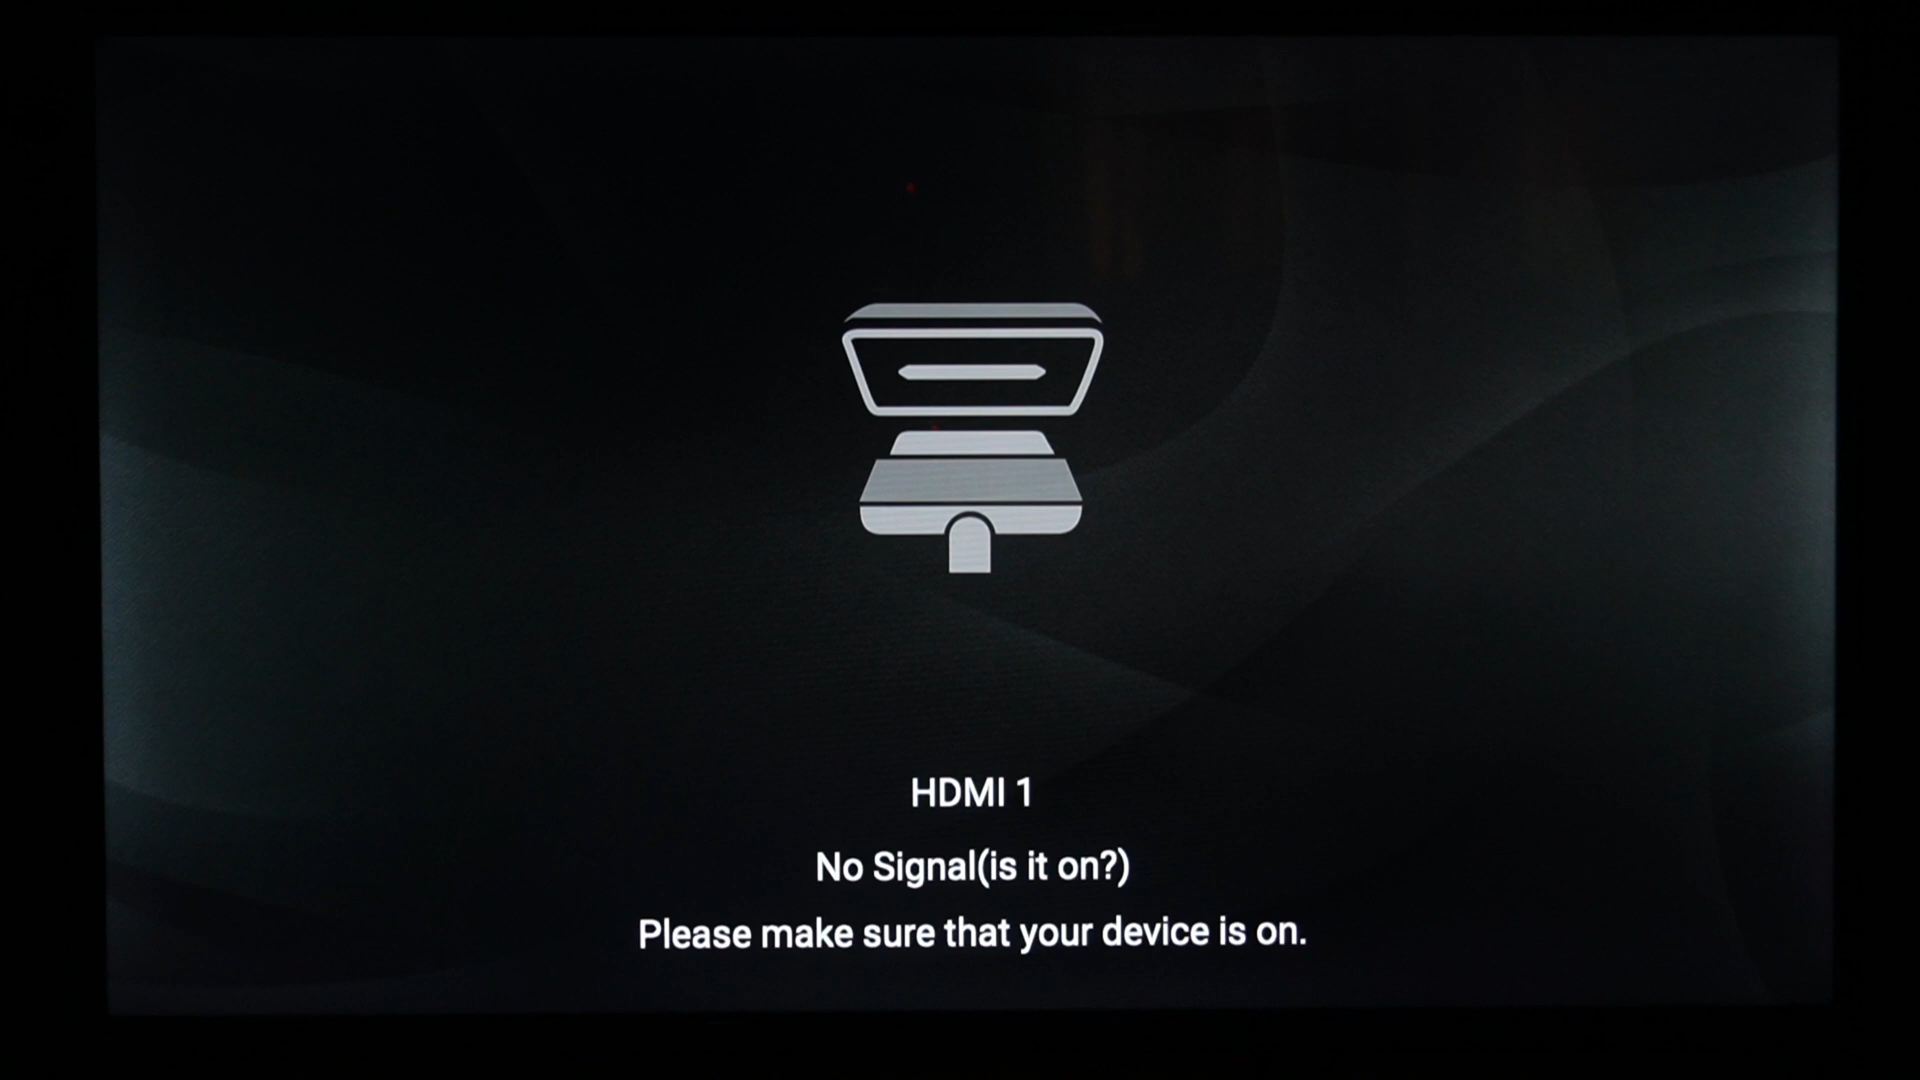 HDMI 1
No Signal(is it on?)
Please make sure that your device is on.